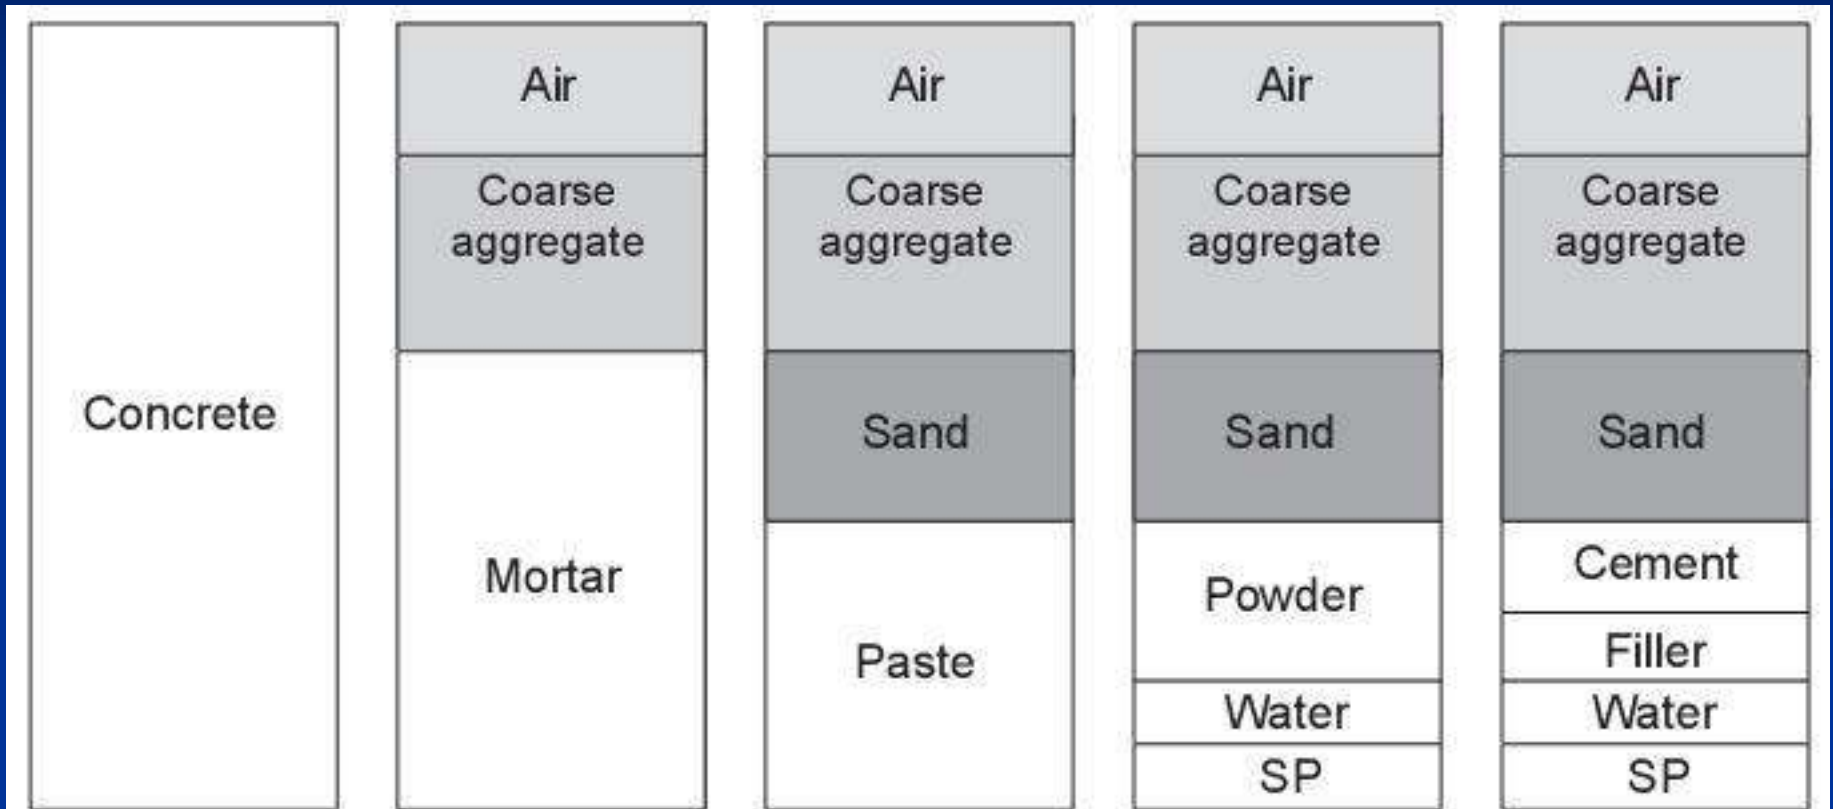 Concrete
Air
Coarse
aggregate
Mortar
Air
Coarse
aggregate
Sand
Paste
Air
Coarse
aggregate
Sand
Powder
Water
SP
Air
Coarse
aggregate
Sand
Cement
Filler
Water
SP